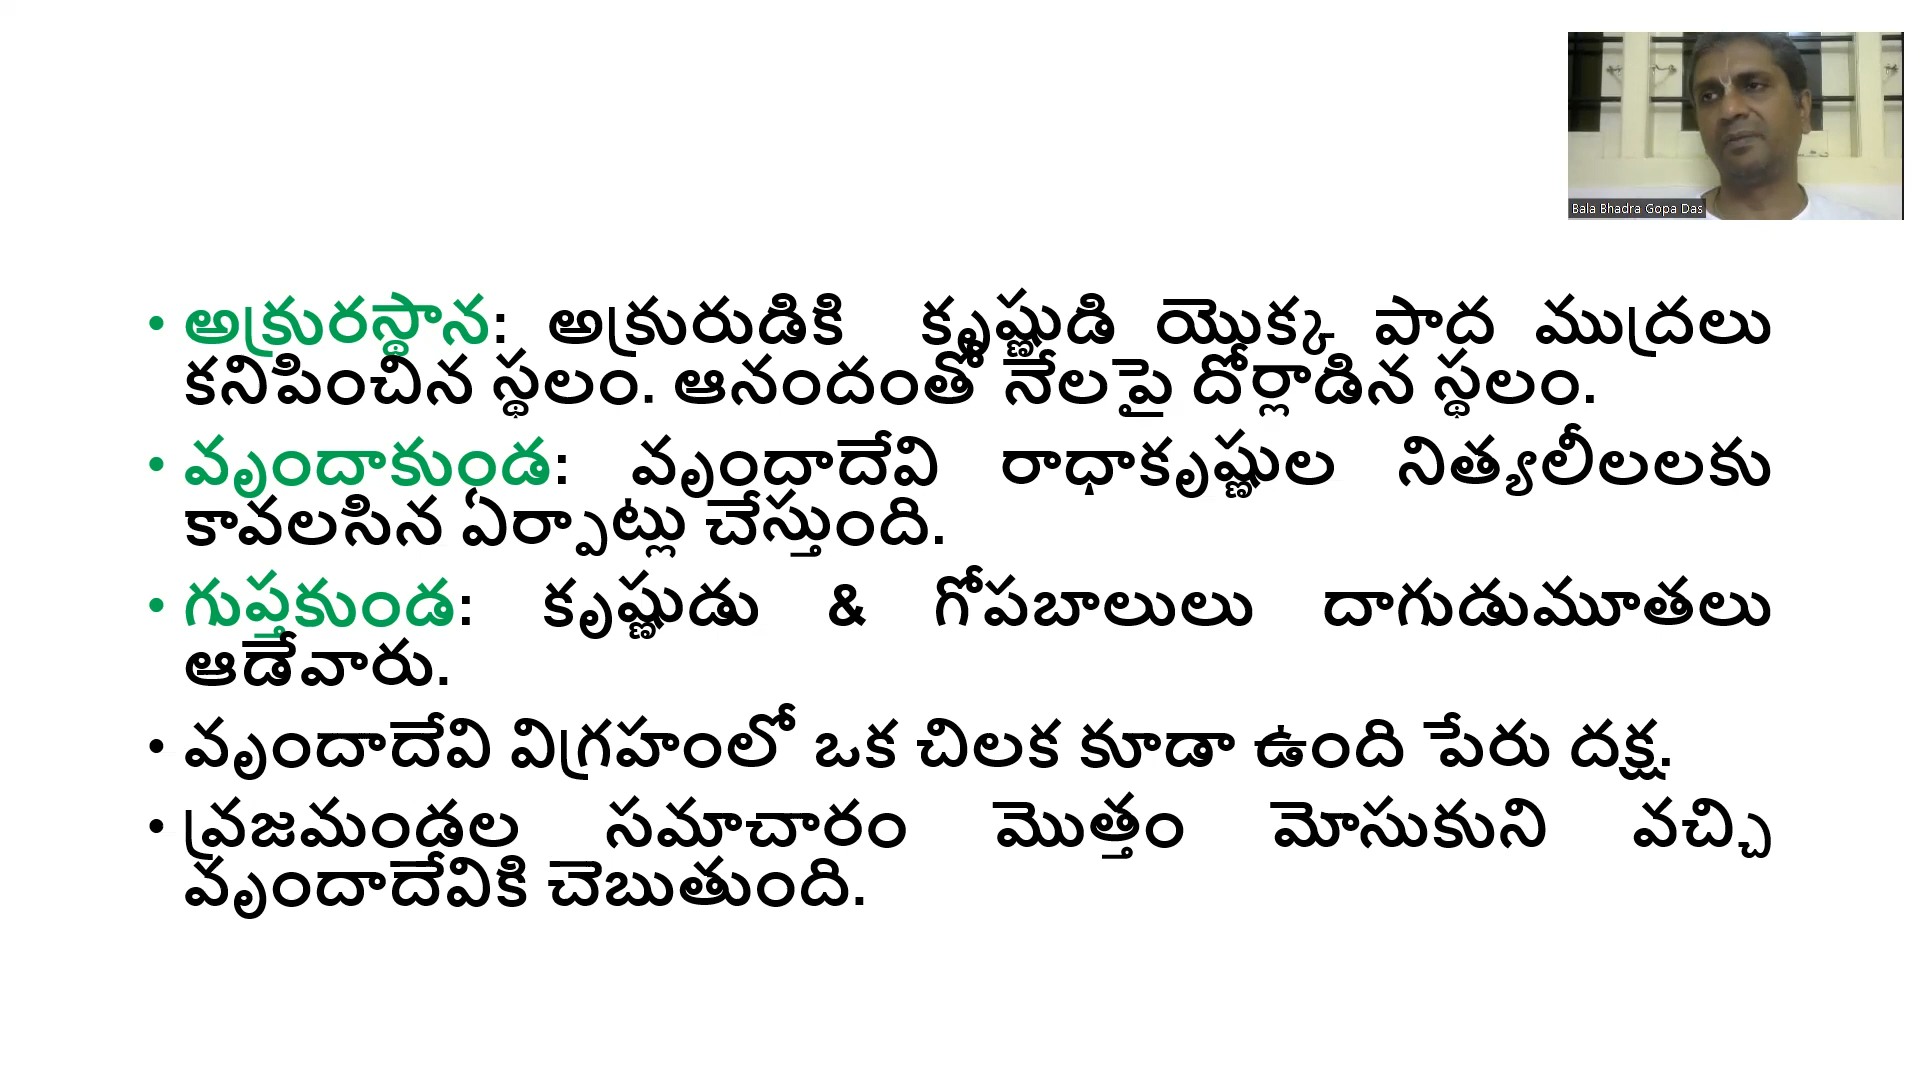 Bala Bhadra Gopa Das
• అక్రురస్థాన: అక్రురుడికి కృష్ణుడి యొక్క పాద ముద్రలు
కనిపించిన స్థలం. ఆనందంతో నేలపై దోర్లాడిన స్థలం.
• వృందాకుండ: వృందాదేవి రాధాకృష్ణుల నిత్యలీలలకు
కావలసిన ఏర్పాట్లు చేస్తుంది.
• గుప్తకుండ: కృష్ణుడు & గోపబాలులు దాగుడుమూతలు
ఆడేవారు.
• వృందాదేవి విగ్రహంలో ఒక చిలక కూడా ఉంది పేరు దక్ష.
• వ్రజమండల సమాచారం మొత్తం మోసుకుని వచ్చి
వృందాదేవికి చెబుతుంది.